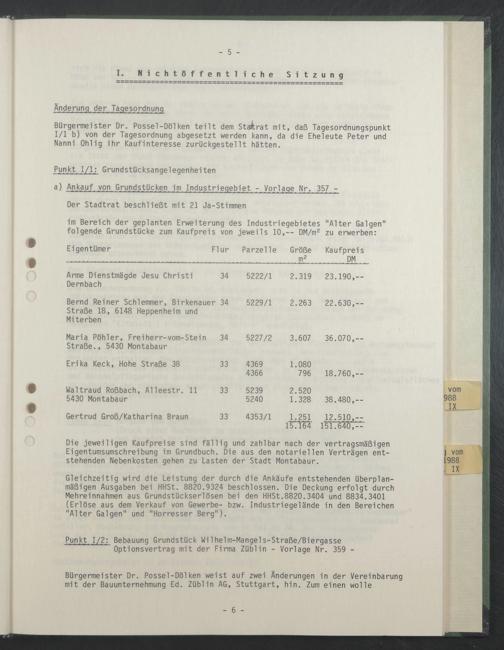 - 5 -
I. Nichtöffentliche Sitzung
Änderung der Tagesordnung
Bürgermeister Dr. Possel-Dölken teilt dem Stadtrat mit, daß Tagesordnungspunkt
I/1 b) von der Tagesordnung abgesetzt werden kann, da die Eheleute Peter und
Nanni Ohlig ihr Kaufinteresse zurückgestellt hätten.
Punkt I/1: Grundstücksangelegenheiten
a) Ankauf von Grundstücken im Industriegebiet - Vorlage Nr. 357 -
Der Stadtrat beschließt mit 21 Ja-Stimmen
im Bereich der geplanten Erweiterung des Industriegebietes "Alter Galgen"
folgende Grundstücke zum Kaufpreis von jeweils 10,-- DM/m² zu erwerben:
Eigentümer Flur Parzelle Größe Kaufpreis
m² DM
Arme Dienstmägde Jesu Christi 34 5222/1 2.319 23.190,--
Dernbach
Bernd Reiner Schlemmer, Birkenauer 34 5229/1 2.263 22.630,--
Straße 18, 6148 Heppenheim und
Miterben
Maria Pöhler, Freiherr-vom-Stein 34 5227/2 3.607 36.070,--
Straße., 5430 Montabaur
Erika Keck, Hohe Straße 38 33 4369 1.080
4366 796 18.760,--
Waltraud Roßbach, Alleestr. 11 33 5239 2.520
5430 Montabaur 5240 1.328 38.480,--
Gertrud Groß/Katharina Braun 33 4353/1 1.251 12.510,--
15.164 151.640,--
Die jeweiligen Kaufpreise sind fällig und zahlbar nach der vertragsmäßigen
Eigentumsumschreibung im Grundbuch. Die aus den notariellen Verträgen ent-
stehenden Nebenkosten gehen zu Lasten der Stadt Montabaur.
Gleichzeitig wird die Leistung der durch die Ankäufe entstehenden überplan-
mäßigen Ausgaben bei HHSt. 8820.9324 beschlossen. Die Deckung erfolgt durch
Mehreinnahmen aus Grundstückserlösen bei den HHSt.8820.3404 und 8834.3401
(Erlöse aus dem Verkauf von Gewerbe- bzw. Industriegelände in den Bereichen
"Alter Galgen" und "Horresser Berg").
Punkt I/2: Bebauung Grundstück Wilhelm-Mangels-Straße/Biergasse
Optionsvertrag mit der Firma Züblin - Vorlage Nr. 359 -
Bürgermeister Dr. Possel-Dölken weist auf zwei Änderungen in der Vereinbarung
mit der Bauunternehmung Ed. Züblin AG, Stuttgart, hin. Zum einen wolle
- 6 -
vom
988
IX
vom
1988
IX